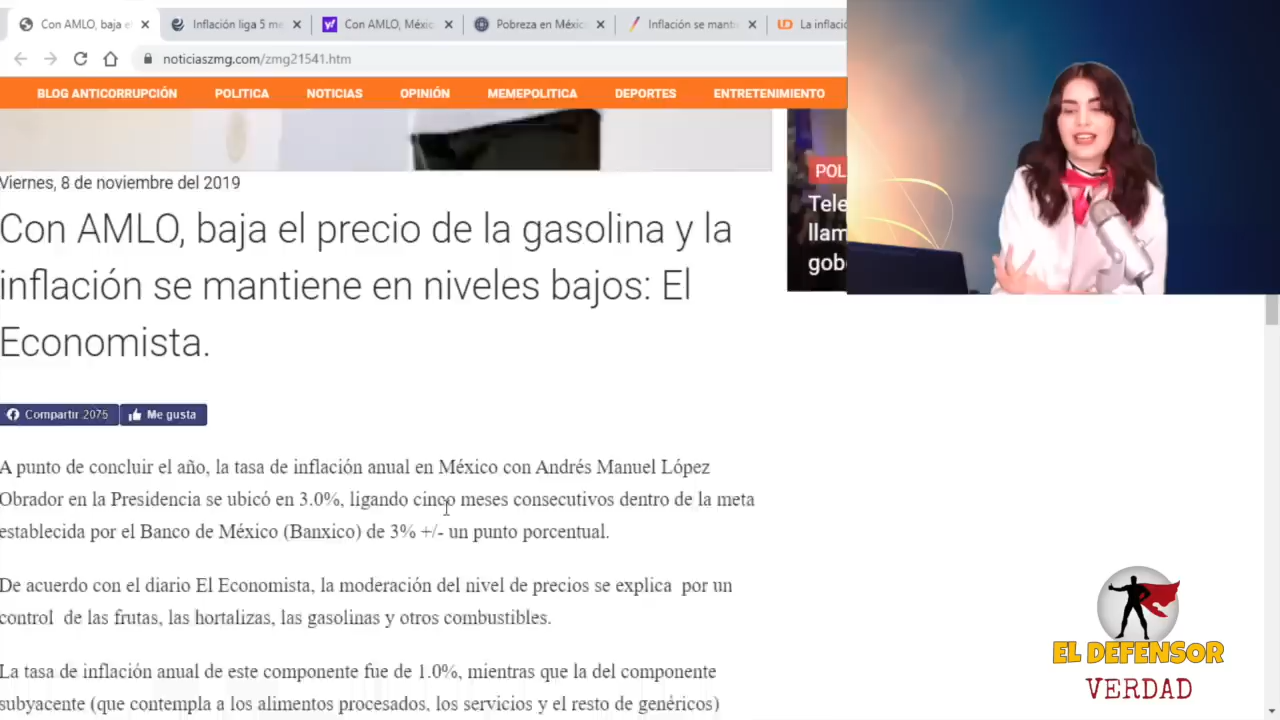 Con AMLO, baja el
Inflación liga 5 me
Con AMLO, Méxic
Pobreza en Méxic
Inflación se manti
UD La inflació
noticiaszmg.com/zmg21541.htm
BLOG ANTICORRUPCIÓN POLITICA NOTICIAS OPINIÓN MEMEPOLITICA DEPORTES ENTRETENIMIENTO
Viernes, 8 de noviembre del 2019
Con AMLO, baja el precio de la gasolina y la
inflación se mantiene en niveles bajos: El
Economista.
POL
Tele
llam
gob
Compartir 2075 Me gusta
A punto de concluir el año, la tasa de inflación anual en México con Andrés Manuel López
Obrador en la Presidencia se ubicó en 3.0%, ligando cinco meses consecutivos dentro de la meta
establecida por el Banco de México (Banxico) de 3% +/- un punto porcentual.
De acuerdo con el diario El Economista, la moderación del nivel de precios se explica por un
control de las frutas, las hortalizas, las gasolinas y otros combustibles.
La tasa de inflación anual de este componente fue de 1.0%, mientras que la del componente
subyacente (que contempla a los alimentos procesados, los servicios y el resto de genéricos)
EL DEFENSOR
VERDAD